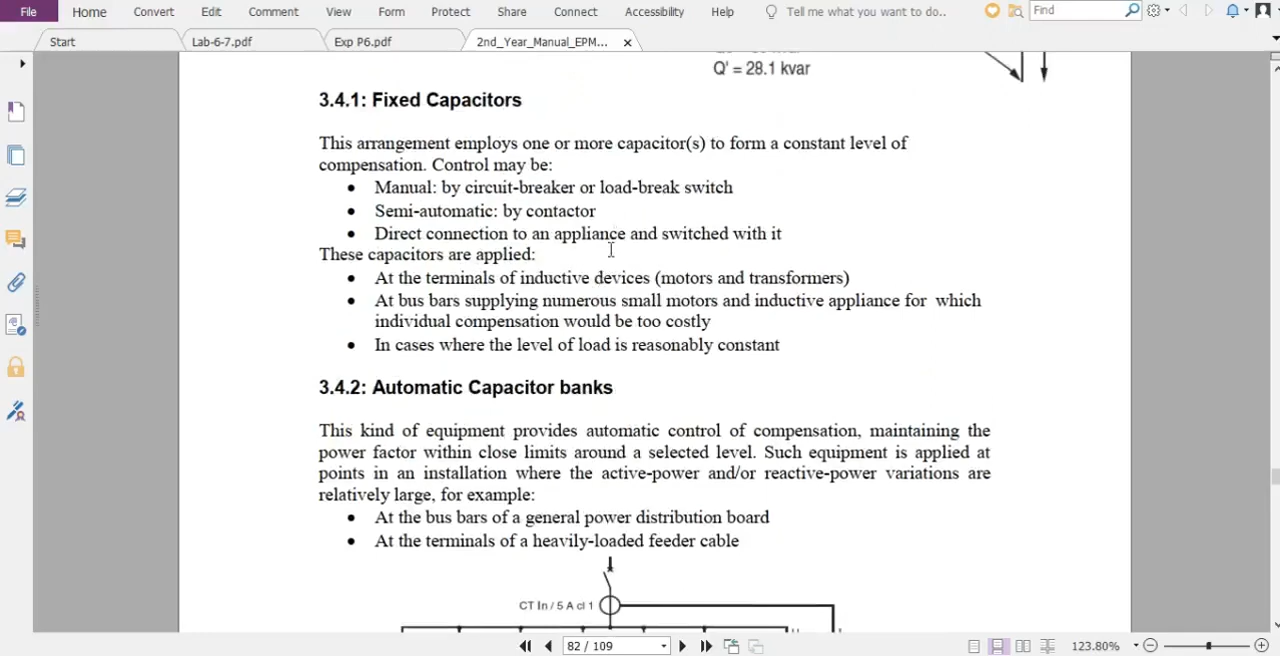 File Home Convert Edit Comment View Form Protect Share Connect Accessibility Help Tell me what you want to do.. Find
Start Lab-6-7.pdf Exp P6.pdf 2nd_Year_Manual_EPM...
Q' = 28.1 kvar
3.4.1: Fixed Capacitors
This arrangement employs one or more capacitor(s) to form a constant level of
compensation. Control may be:
• Manual: by circuit-breaker or load-break switch
• Semi-automatic: by contactor
• Direct connection to an appliance and switched with it
These capacitors are applied:
• At the terminals of inductive devices (motors and transformers)
• At bus bars supplying numerous small motors and inductive appliance for which
individual compensation would be too costly
• In cases where the level of load is reasonably constant
3.4.2: Automatic Capacitor banks
This kind of equipment provides automatic control of compensation, maintaining the
power factor within close limits around a selected level. Such equipment is applied at
points in an installation where the active-power and/or reactive-power variations are
relatively large, for example:
• At the bus bars of a general power distribution board
• At the terminals of a heavily-loaded feeder cable
CT In / 5 A cl 1
82 / 109 123.80%